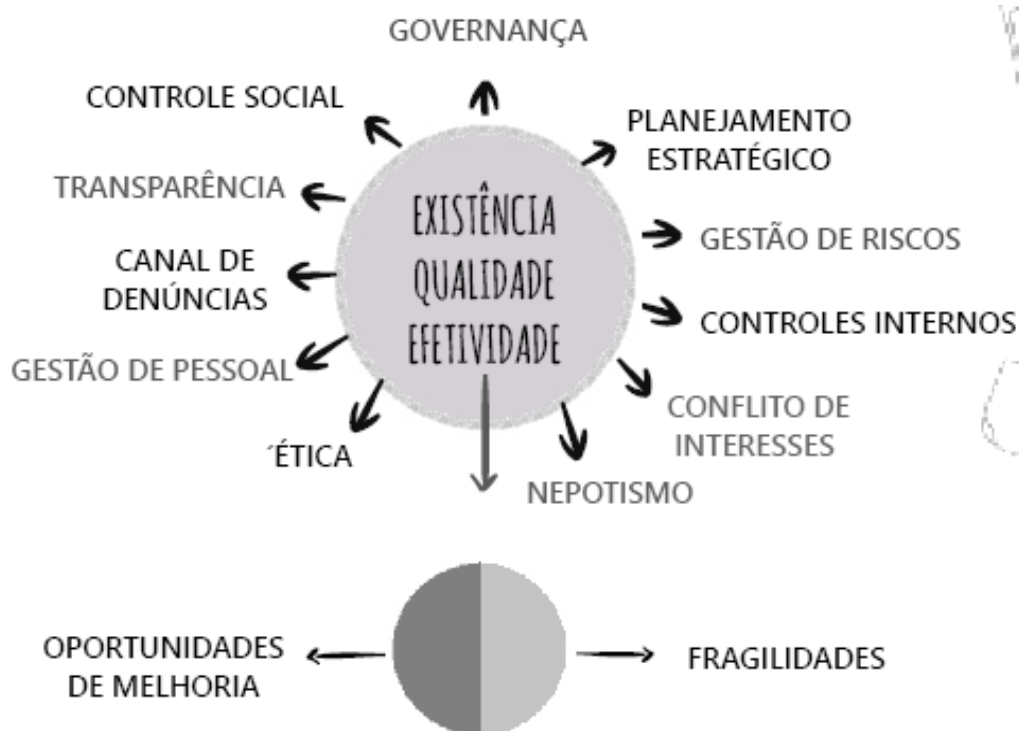 GOVERNANÇA
CONTROLE SOCIAL
PLANEJAMENTO
ESTRATÉGICO
TRANSPARÊNCIA
EXISTÊNCIA
QUALIDADE
EFETIVIDADE
GESTÃO DE RISCOS
CANAL DE
DENÚNCIAS
CONTROLES INTERNOS
GESTÃO DE PESSOAL
CONFLITO DE
INTERESSES
´ÉTICA
NEPOTISMO
OPORTUNIDADES
DE MELHORIA
FRAGILIDADES